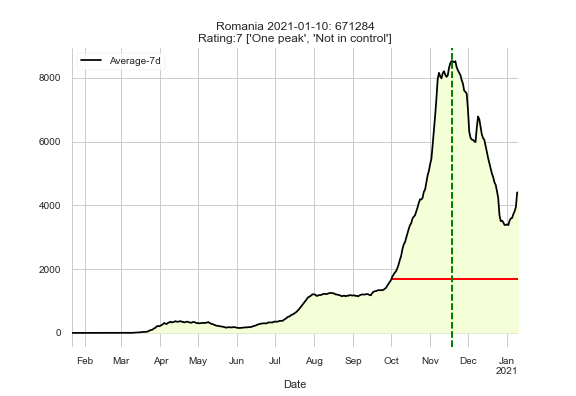 Romania 2021-01-10: 671284
Rating:7 ['One peak', 'Not in control']
Average-7d
8000
6000
4000
2000
0
Feb Mar Apr May Jun Jul Aug Sep Oct Nov Dec Jan
2021
Date